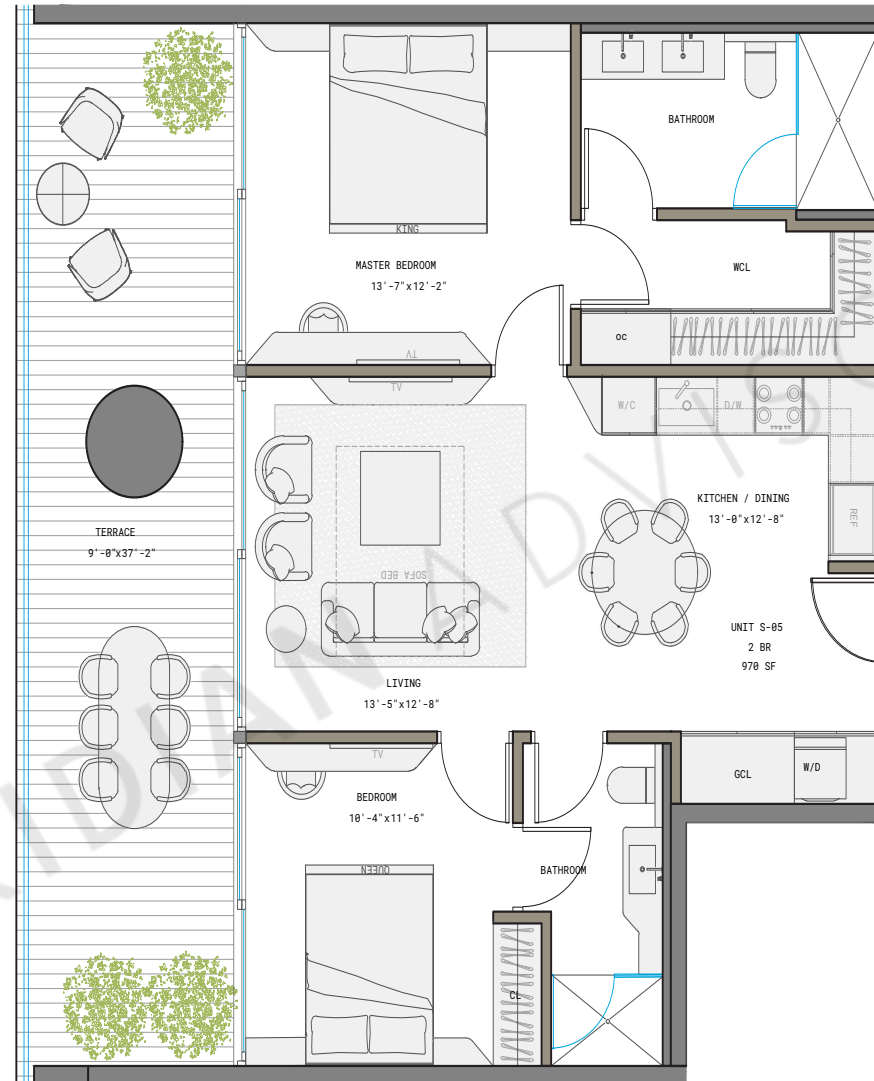 BATHROOM
KING
MASTER BEDROOM
13'-7"x12'-2"
WCL
OC
TV
TV
W/C
D/W
REF
KITCHEN / DINING
13'-0"x12'-8"
TERRACE
9'-0"x37'-2"
SOFA BED
UNIT S-05
2 BR
970 SF
LIVING
13'-5"x12'-8"
TV
GCL
W/D
BEDROOM
10'-4"x11'-6"
QUEEN
BATHROOM
CL
IDIAN ADVISO